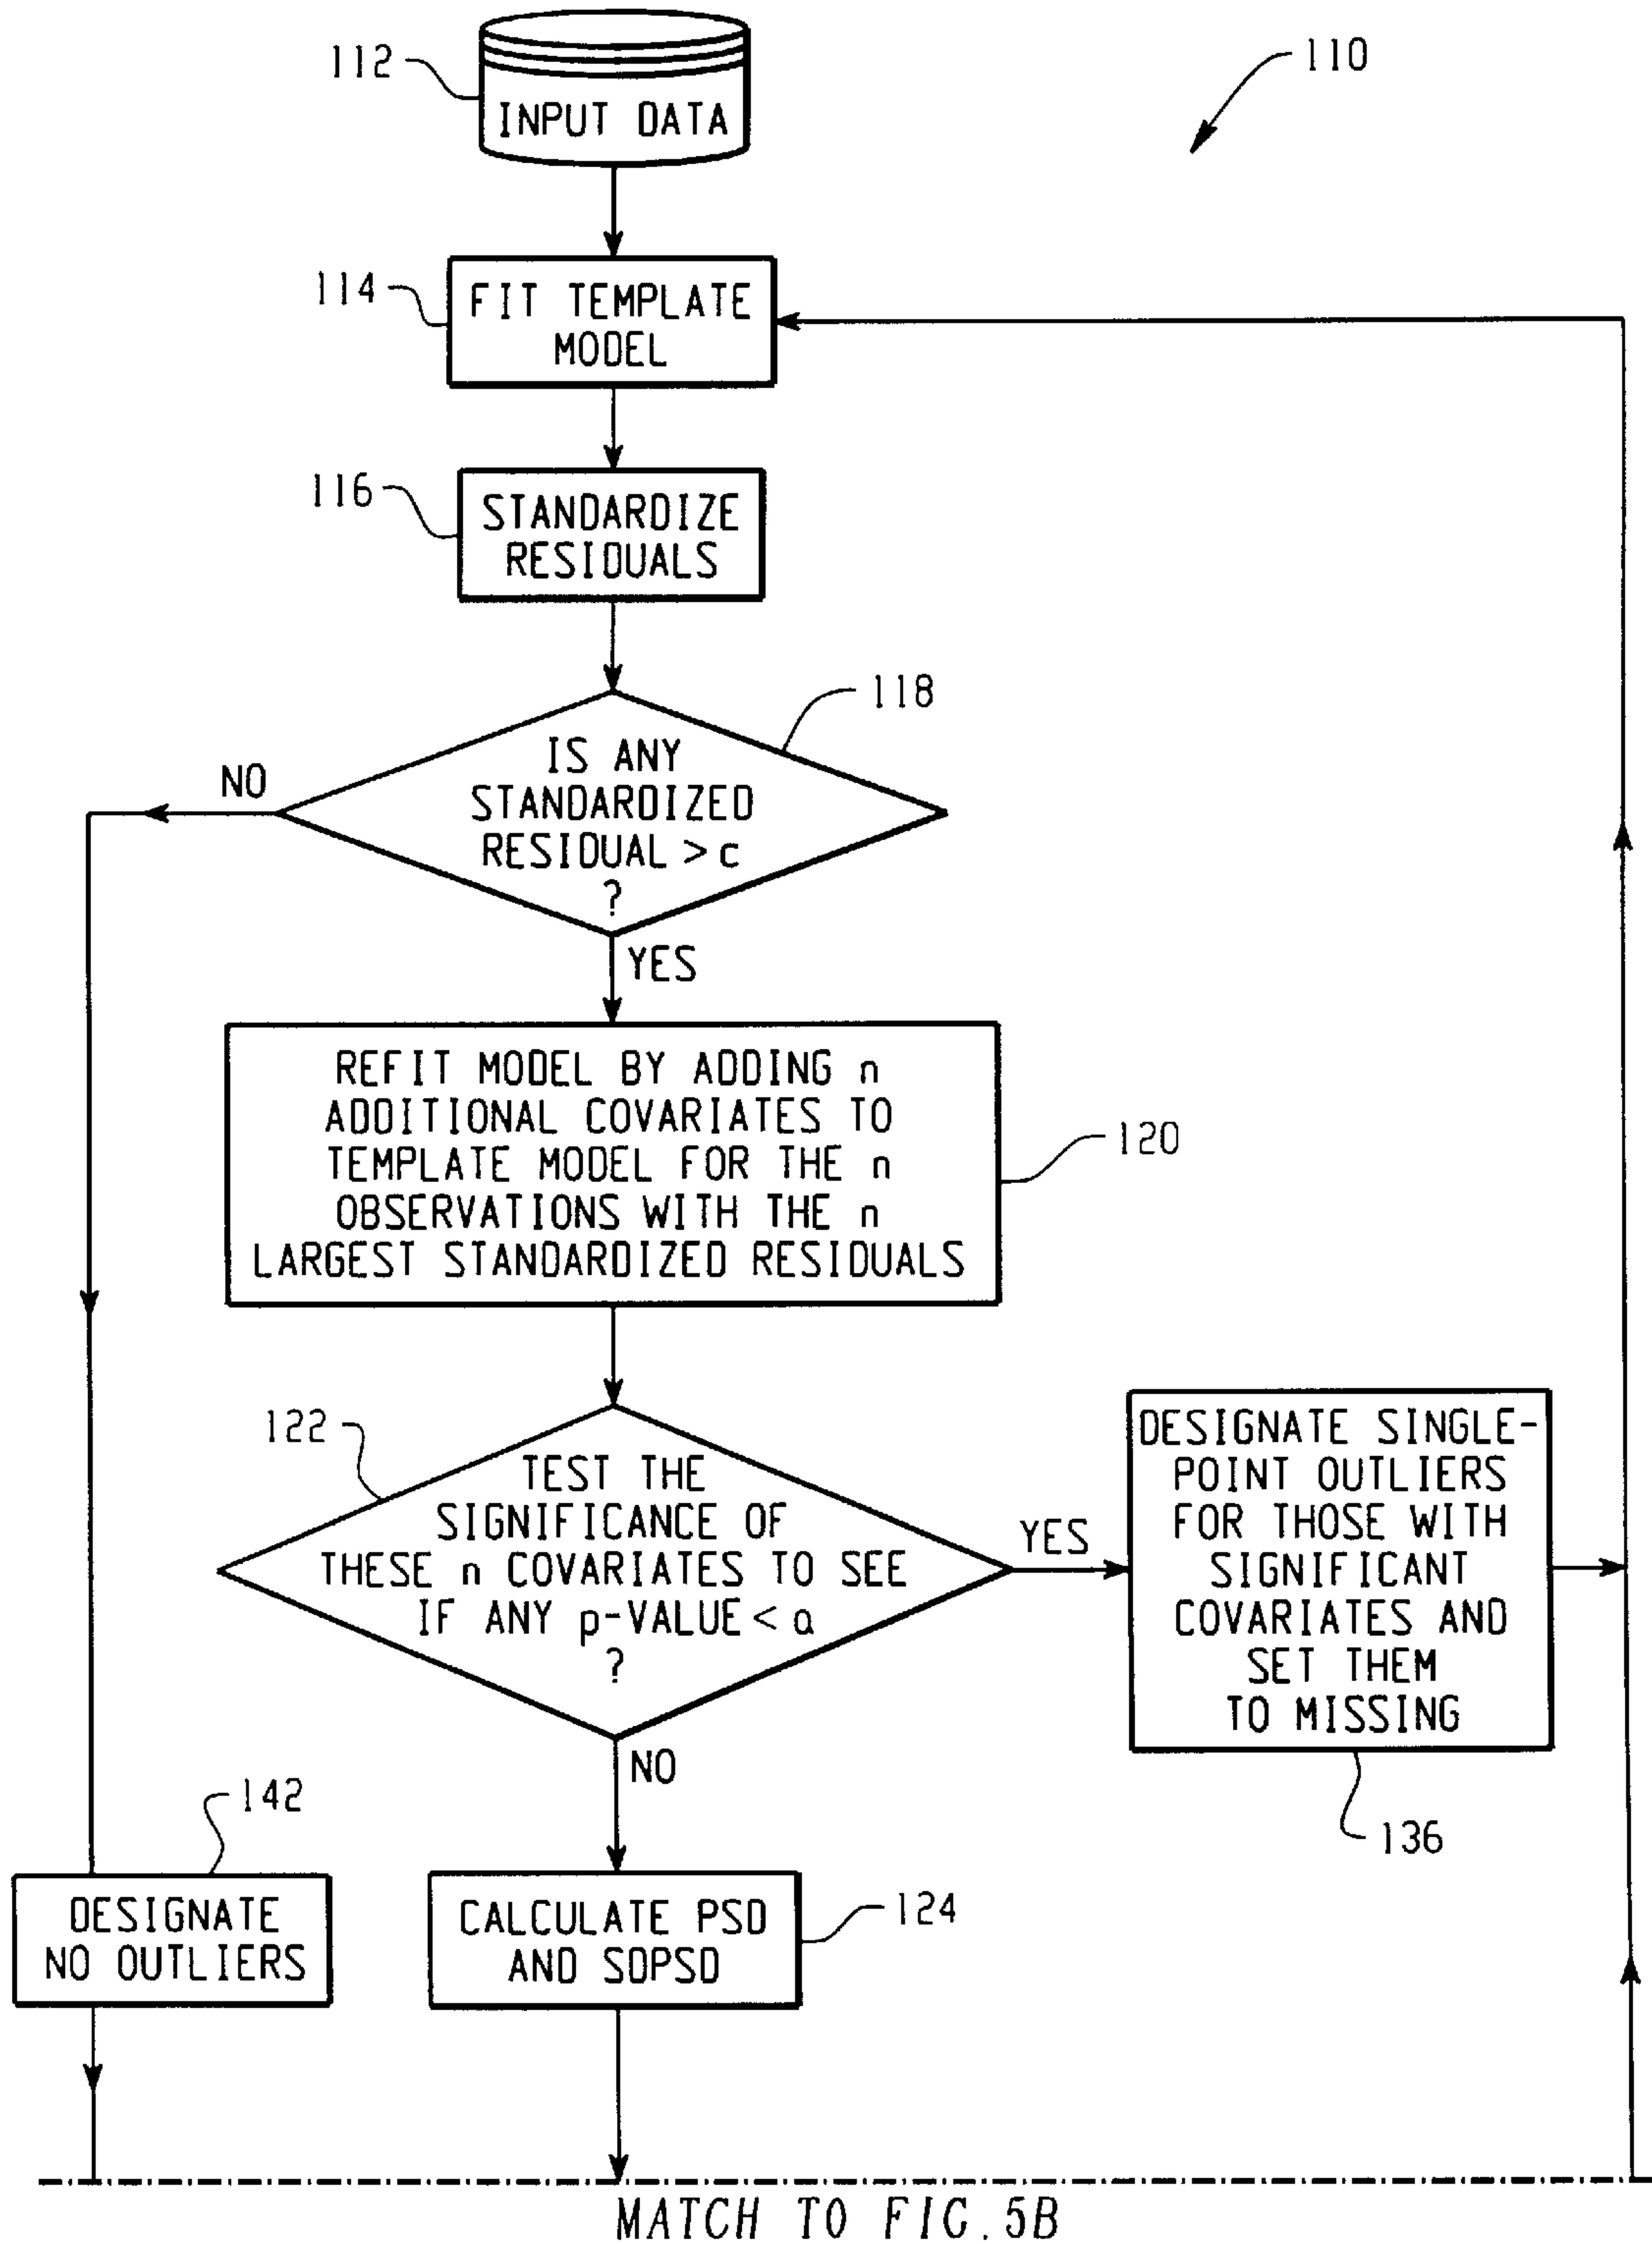 110
112
INPUT DATA
114
FIT TEMPLATE
MODEL
116
STANDARDIZE
RESIDUALS
118
IS ANY
STANDARDIZED
RESIDUAL > c
?
NO
YES
REFIT MODEL BY ADDING n
ADDITIONAL COVARIATES TO
TEMPLATE MODEL FOR THE n
OBSERVATIONS WITH THE n
LARGEST STANDARDIZED RESIDUALS
120
122
TEST THE
SIGNIFICANCE OF
THESE n COVARIATES TO SEE
IF ANY p-VALUE < a
?
YES
DESIGNATE SINGLE-
POINT OUTLIERS
FOR THOSE WITH
SIGNIFICANT
COVARIATES AND
SET THEM
TO MISSING
136
NO
142
DESIGNATE
NO OUTLIERS
CALCULATE PSD
AND SDPSD
124
MATCH TO FIG.5B